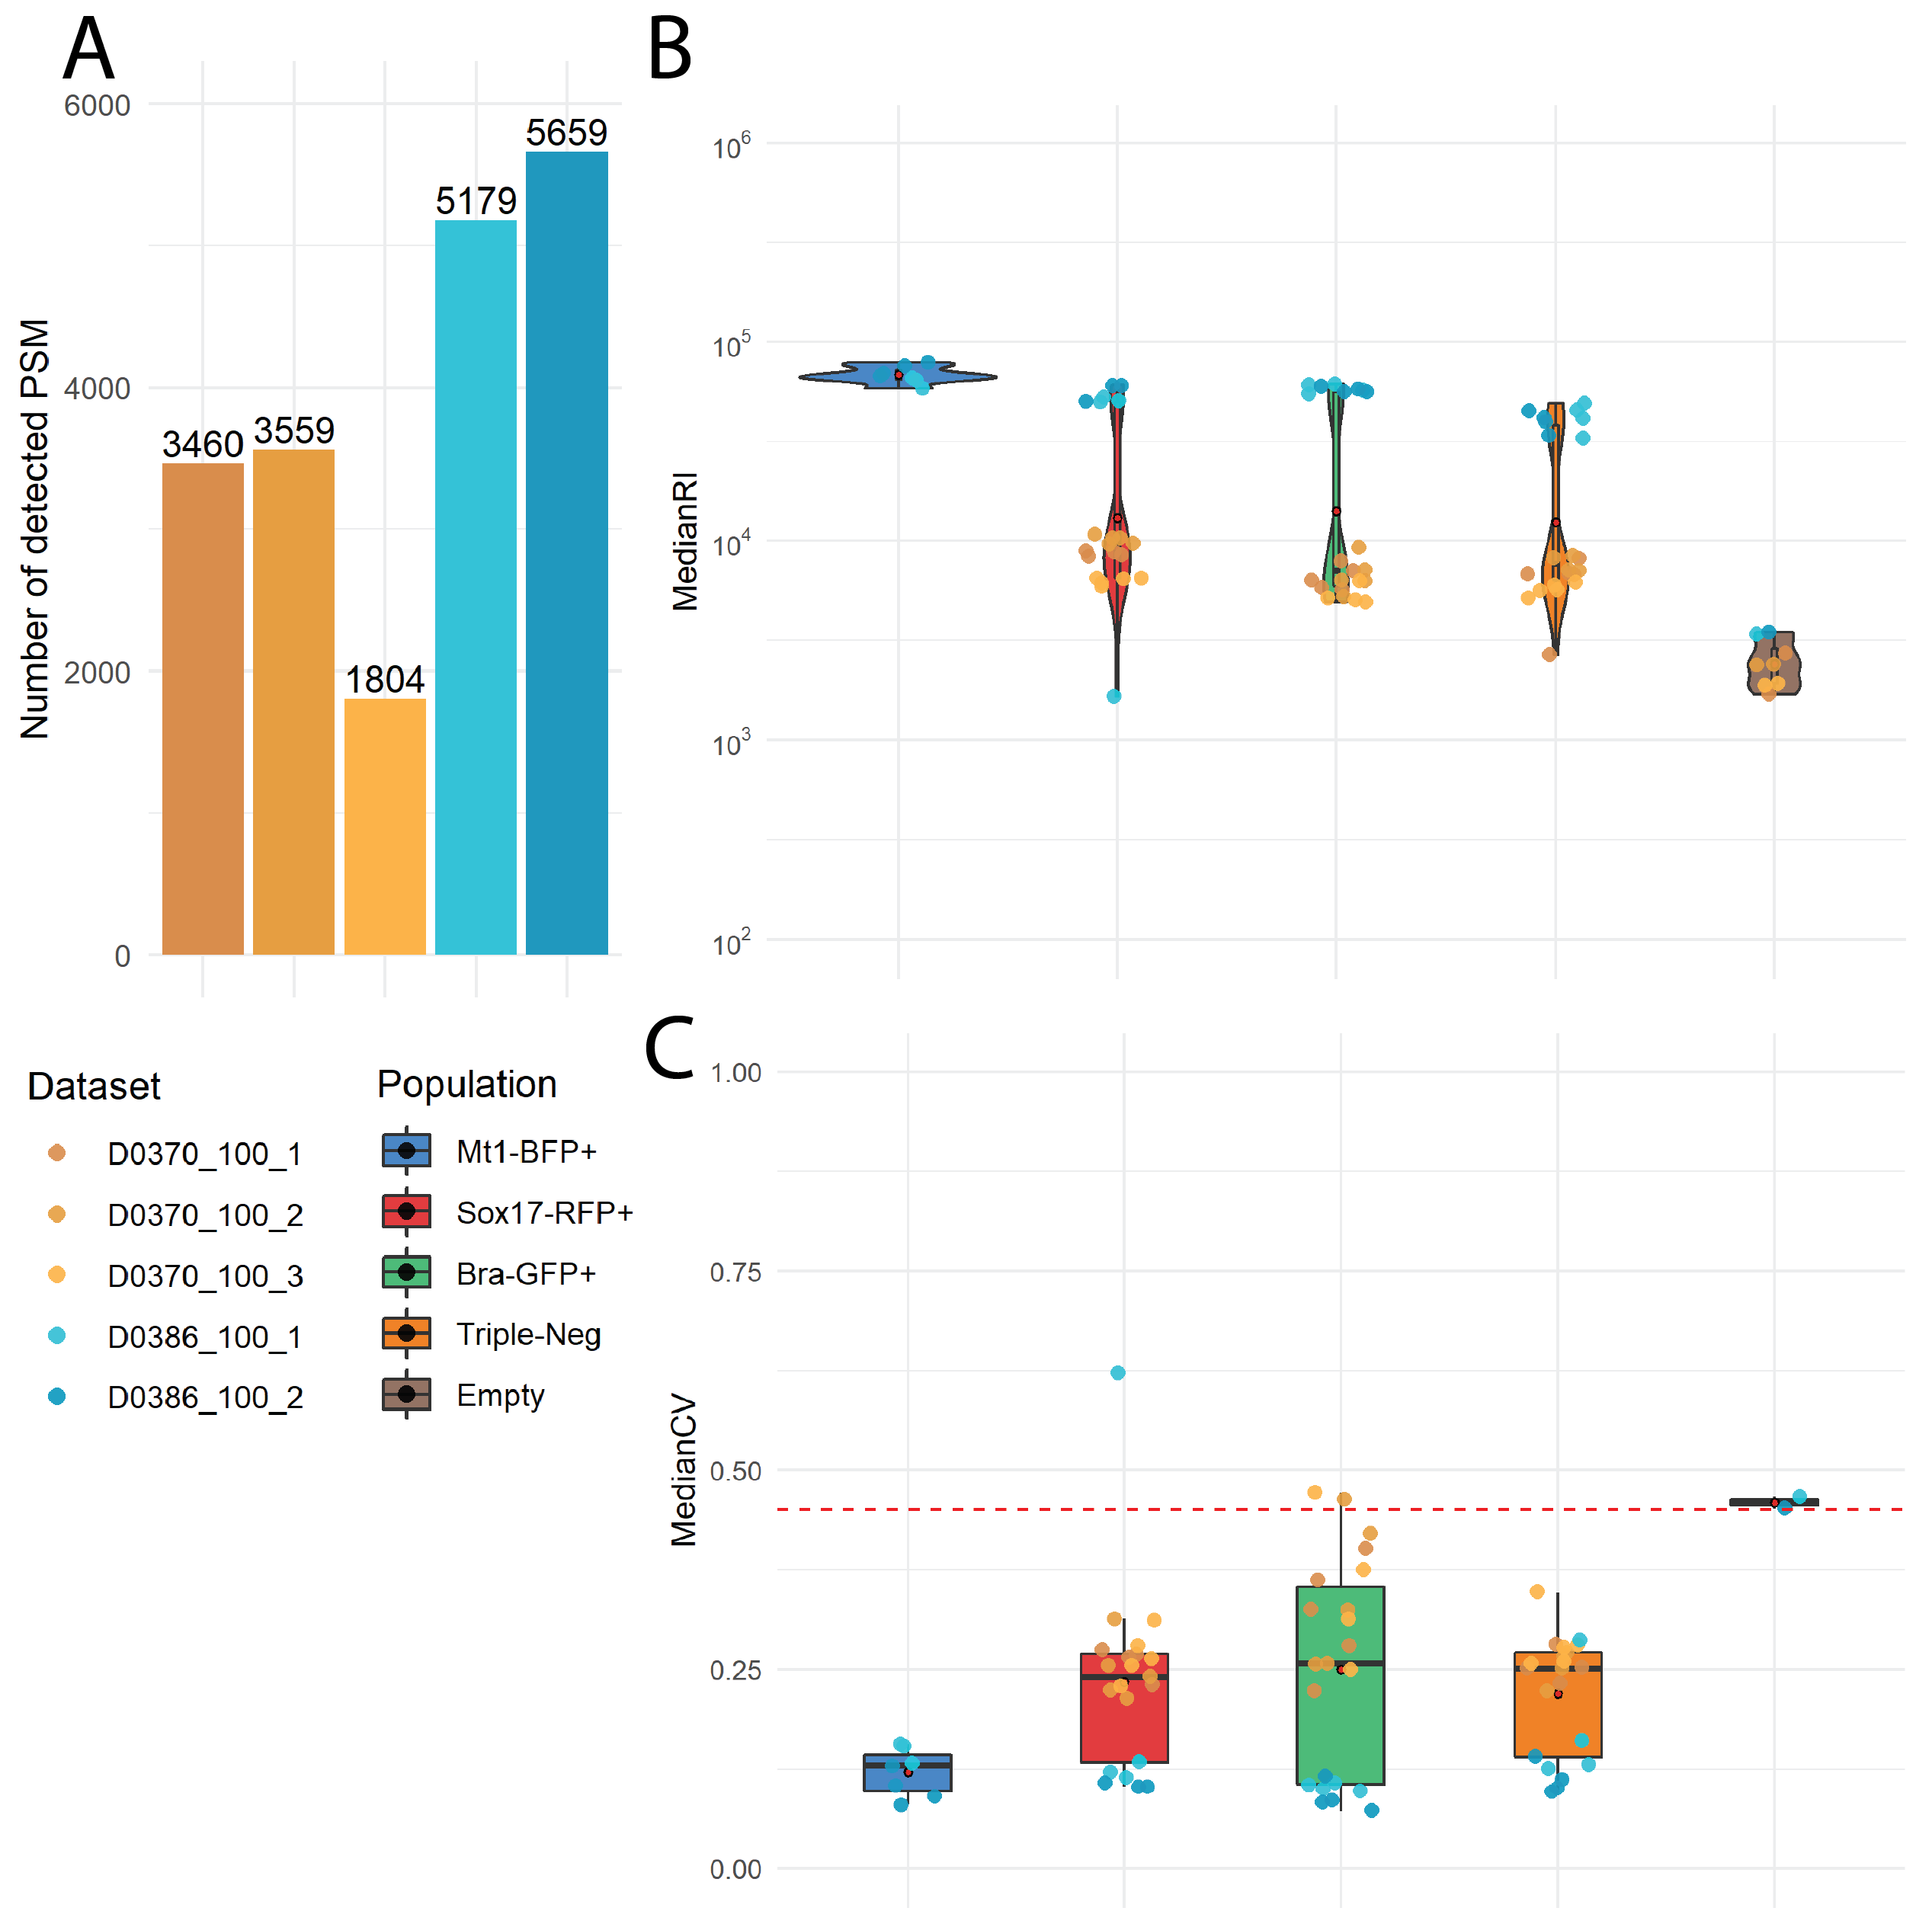 A
Number of detected PSM
6000
4000
2000
0
3460
3559
1804
5179
5659
B
MedianRI
10^6
10^5
10^4
10^3
10^2
Dataset
D0370_100_1
D0370_100_2
D0370_100_3
D0386_100_1
D0386_100_2
Population
Mt1-BFP+
Sox17-RFP+
Bra-GFP+
Triple-Neg
Empty
C
MedianCV
1.00
0.75
0.50
0.25
0.00